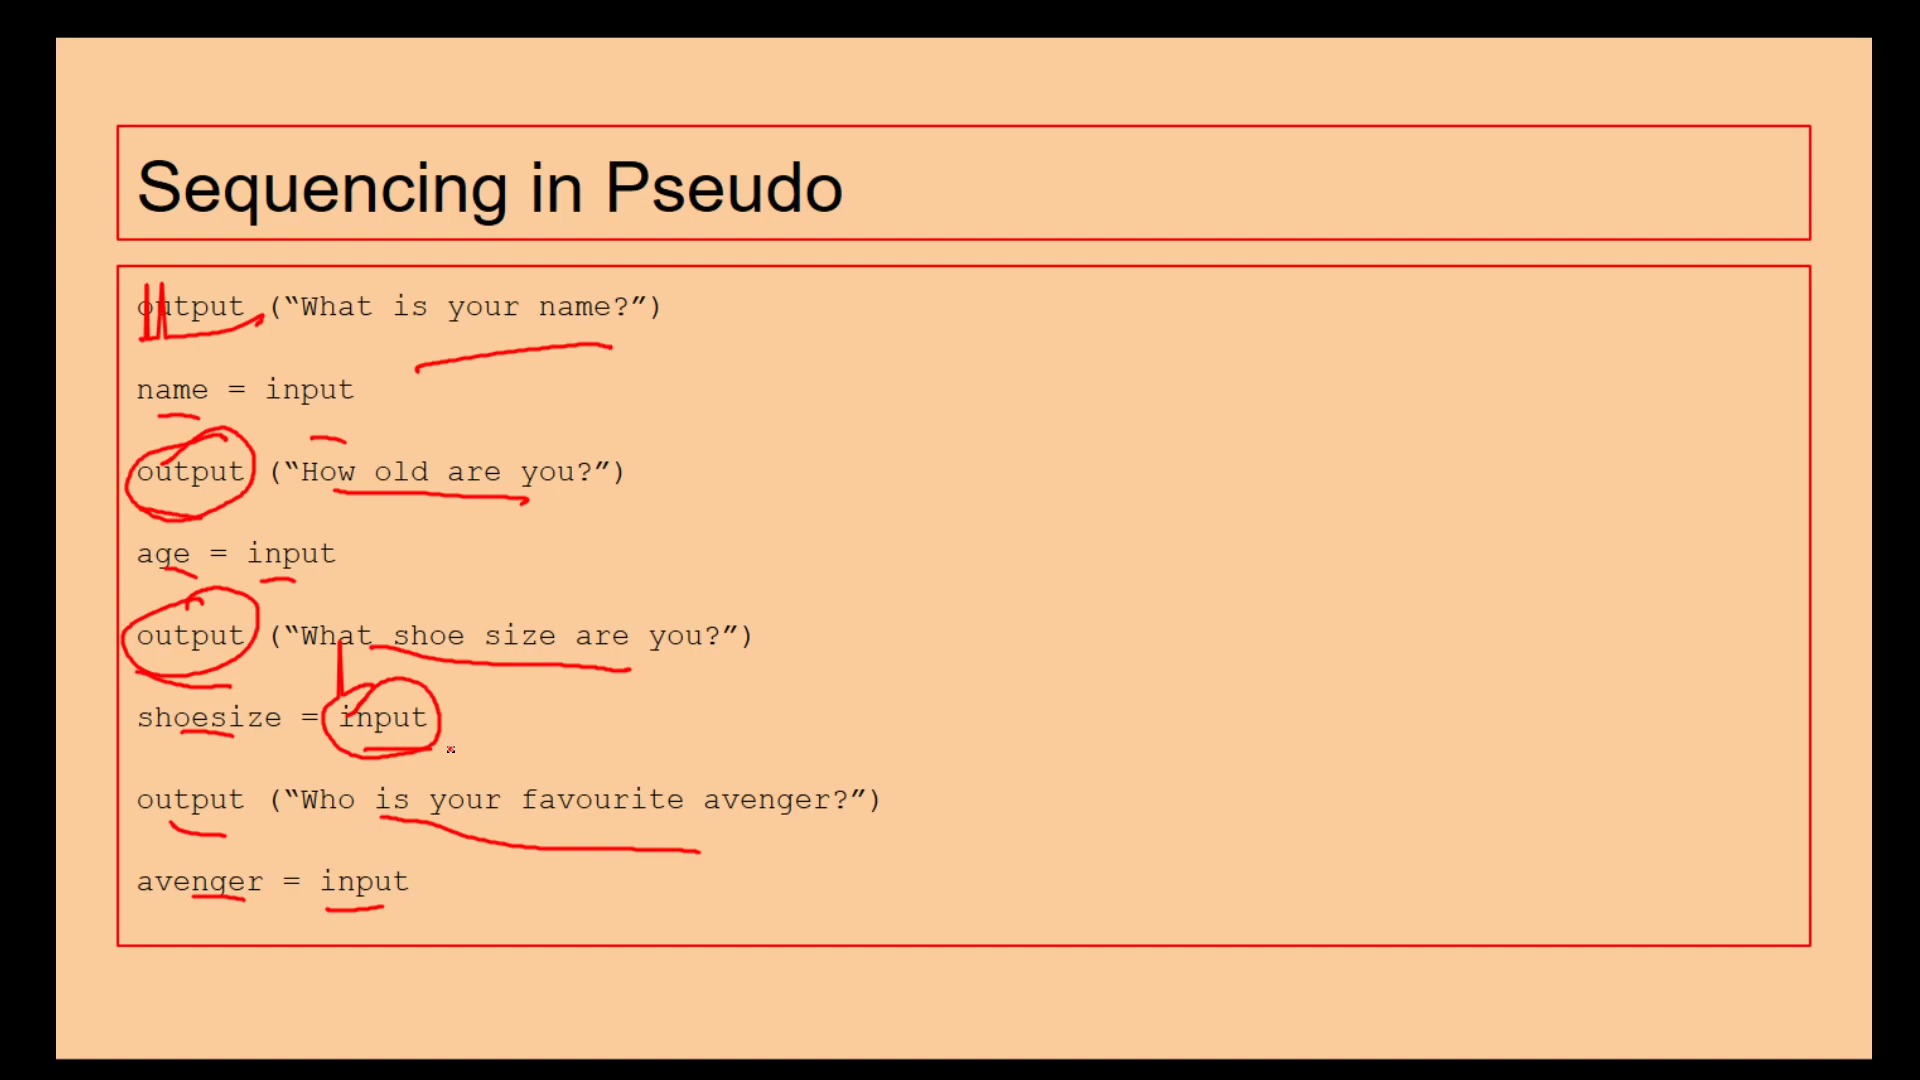 Sequencing in Pseudo
output (“What is your name?”)
name = input
output (“How old are you?”)
age = input
output (“What shoe size are you?”)
shoesize = input
output (“Who is your favourite avenger?”)
avenger = input